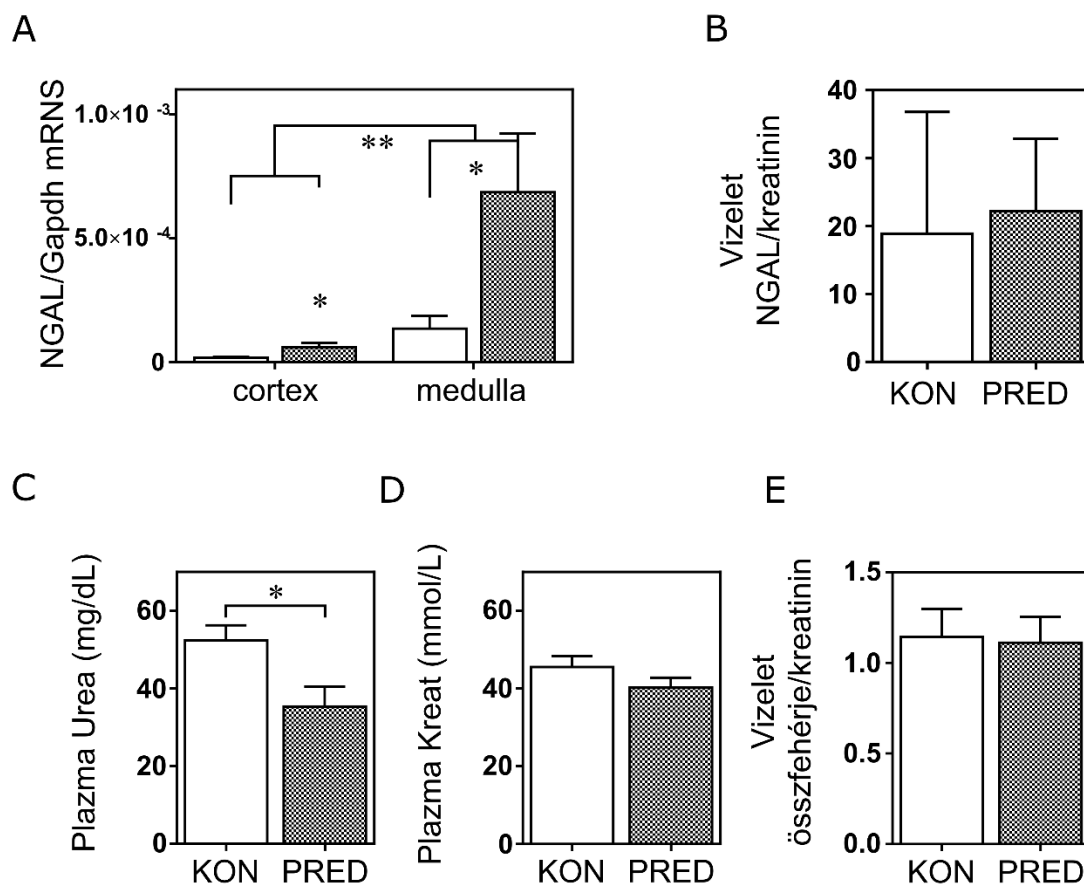 A
NGAL/Gapdh mRNS
1.0× 10 -3
5.0× 10 -4
0
**
*
*
cortex
medulla
B
Vizelet
NGAL/kreatinin
40
30
20
10
0
KON PRED
C
Plazma Urea (mg/dL)
60
40
20
0
*
KON PRED
D
Plazma Kreat (mmol/L)
60
40
20
0
KON PRED
E
Vizelet
összfehérje/kreatinin
1.5
1.0
0.5
0.0
KON PRED